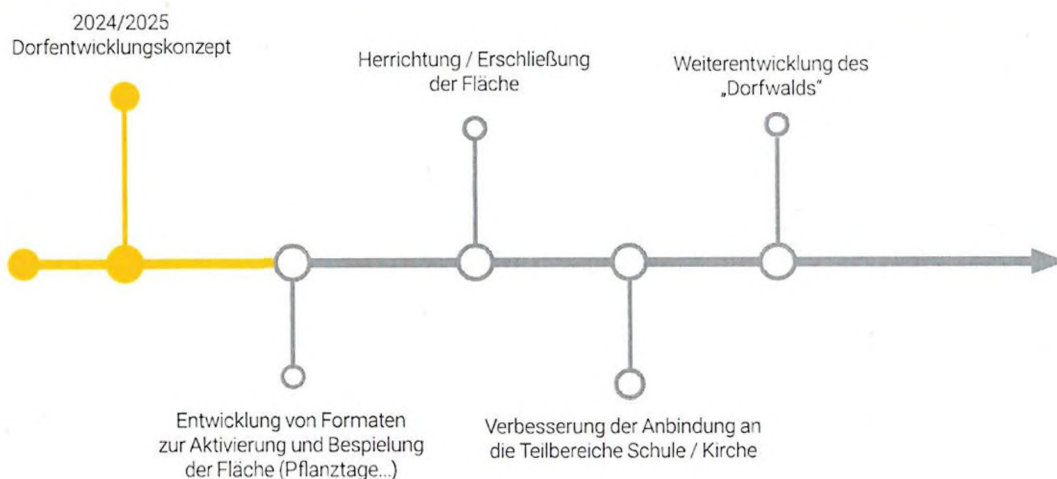 2024/2025
Dorfentwicklungskonzept
Herrichtung / Erschließung
der Fläche
Weiterentwicklung des
„Dorfwalds“
Entwicklung von Formaten
zur Aktivierung und Bespielung
der Fläche (Pflanztage...)
Verbesserung der Anbindung an
die Teilbereiche Schule / Kirche